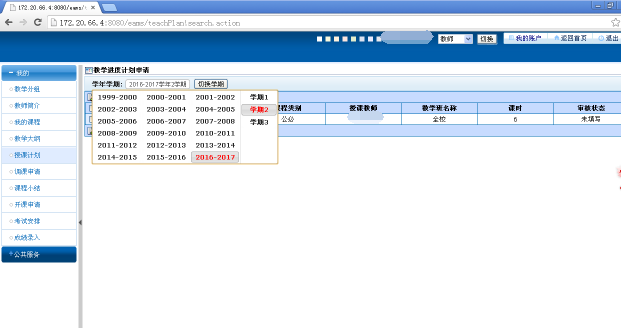 172.20.66.4:8080/eams/t
172.20.66.4:8080/eams/teachPlan!search.action
教师 切换 我的账户 返回首页 退出
我的
教学分组
教师简介
我的课程
教学大纲
授课计划
调课申请
课程小结
开课申请
考试安排
成绩录入
公共服务
教学进度计划申请
学年学期: 2016-2017学年2学期 切换学期
1999-2000 2000-2001 2001-2002 学期1
2002-2003 2003-2004 2004-2005 学期2
2005-2006 2006-2007 2007-2008 学期3
2008-2009 2009-2010 2010-2011
2011-2012 2012-2013 2013-2014
2014-2015 2015-2016 2016-2017
课程类别 授课教师 教学班名称 课时 审核状态
公必 全校 6 未填写